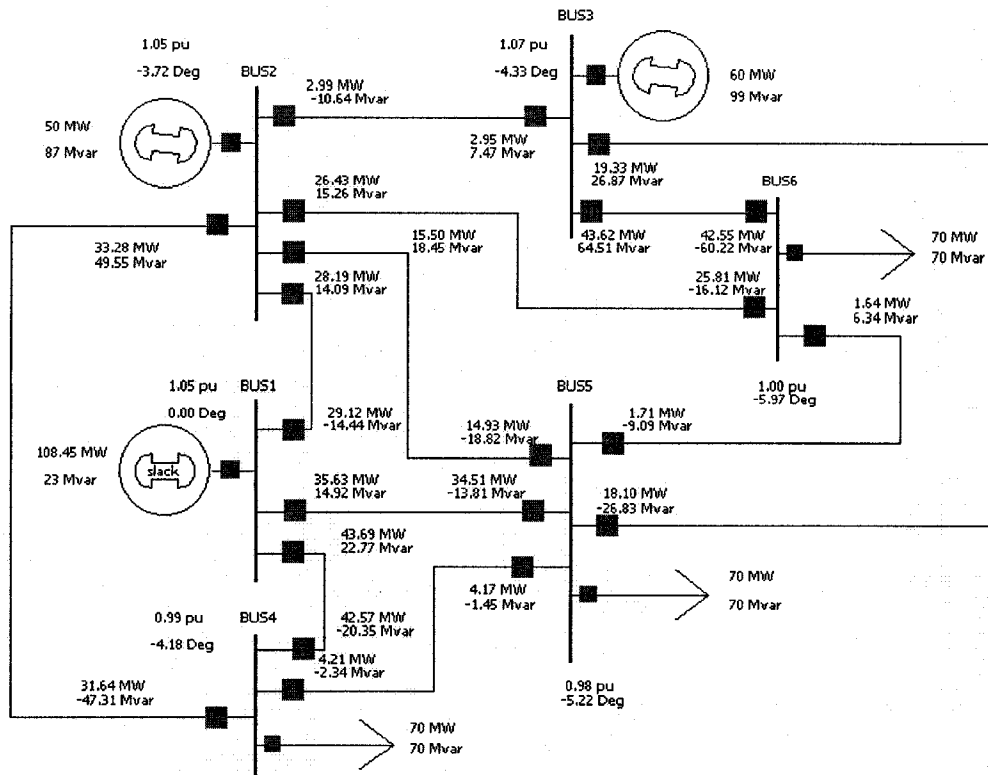 BUS3
1.05 pu
-3.72 Deg
BUS2
1.07 pu
-4.33 Deg
60 MW
99 Mvar
2.99 MW
-10.64 Mvar
50 MW
87 Mvar
2.95 MW
7.47 Mvar
19.33 MW
26.87 Mvar
BUS6
26.43 MW
15.26 Mvar
33.28 MW
49.55 Mvar
15.50 MW
18.45 Mvar
43.62 MW
64.51 Mvar
42.55 MW
-60.22 Mvar
70 MW
70 Mvar
28.19 MW
14.09 Mvar
25.81 MW
-16.12 Mvar
1.64 MW
6.34 Mvar
1.05 pu
0.00 Deg
BUS1
BUS5
1.00 pu
-5.97 Deg
29.12 MW
-14.44 Mvar
14.93 MW
-18.82 Mvar
1.71 MW
-9.09 Mvar
108.45 MW
23 Mvar
slack
35.63 MW
14.92 Mvar
34.51 MW
-13.81 Mvar
18.10 MW
-26.83 Mvar
43.69 MW
22.77 Mvar
4.17 MW
-1.45 Mvar
70 MW
70 Mvar
0.99 pu
-4.18 Deg
BUS4
42.57 MW
-20.35 Mvar
4.21 MW
-2.34 Mvar
31.64 MW
-47.31 Mvar
0.98 pu
-5.22 Deg
70 MW
70 Mvar